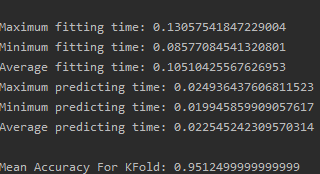 Maximum fitting time: 0.13057541847229004
Minimum fitting time: 0.08577084541320801
Average fitting time: 0.10510425567626953
Maximum predicting time: 0.024936437606811523
Minimum predicting time: 0.019945859909057617
Average predicting time: 0.022545242309570314
Mean Accuracy For KFold: 0.9512499999999999